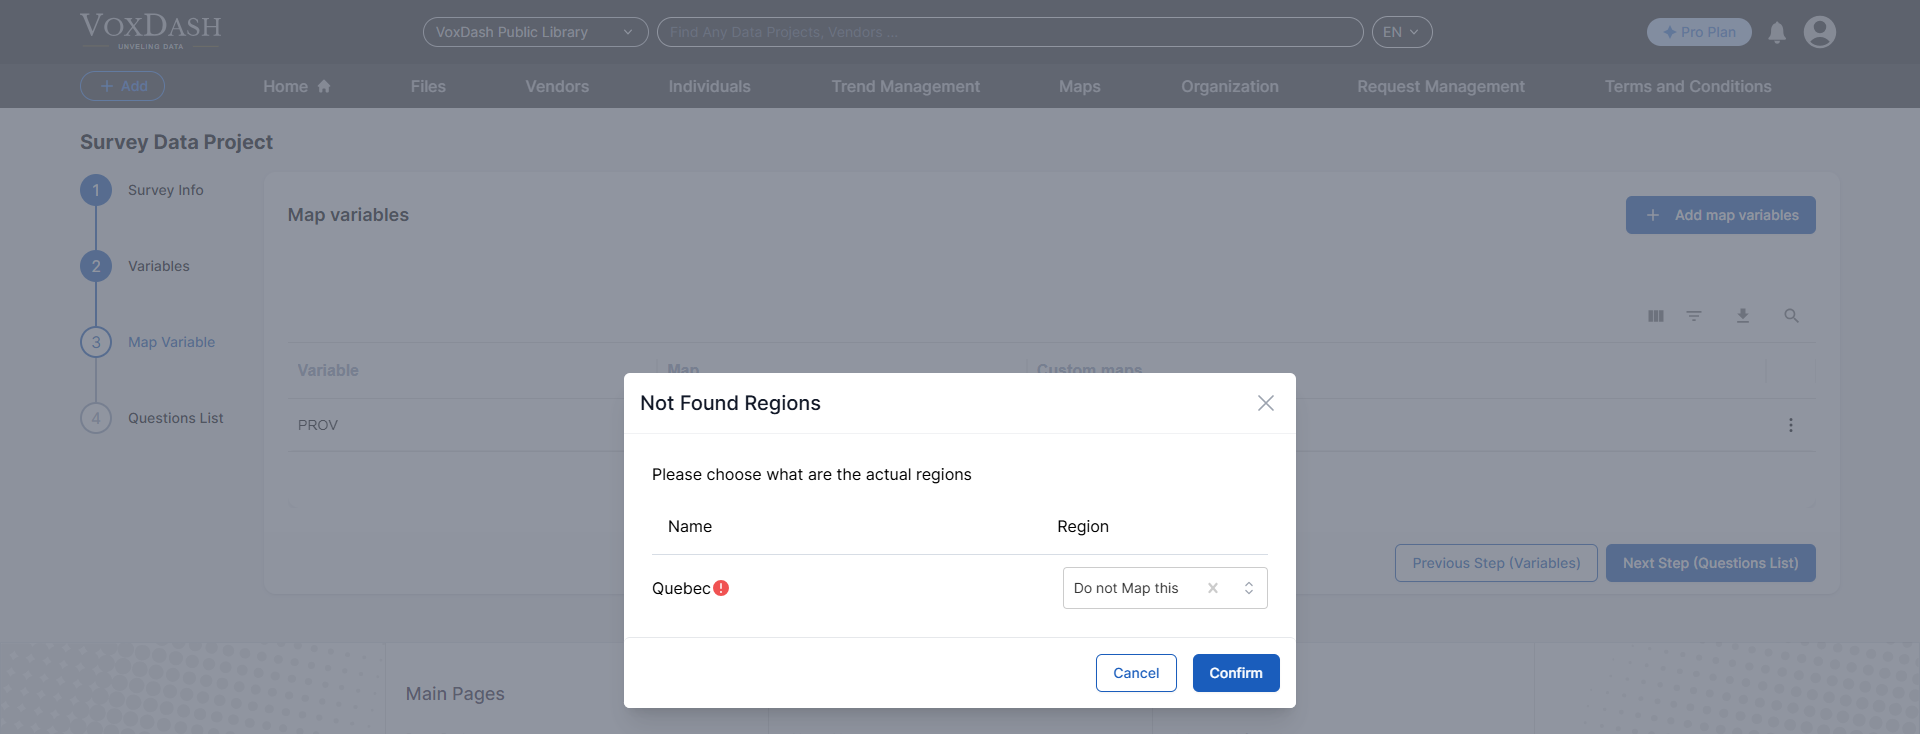 VOXDASH
UNVELING DATA
VoxDash Public Library
Find Any Data Projects, Vendors ...
EN
Pro Plan
Add
Home
Files
Vendors
Individuals
Trend Management
Maps
Organization
Request Management
Terms and Conditions
Survey Data Project
1 Survey Info
2 Variables
3 Map Variable
4 Questions List
Map variables
Add map variables
Variable
Map
Custom maps
PROV
Not Found Regions
Please choose what are the actual regions
Name
Region
Quebec
Do not Map this
Cancel
Confirm
Previous Step (Variables)
Next Step (Questions List)
Main Pages